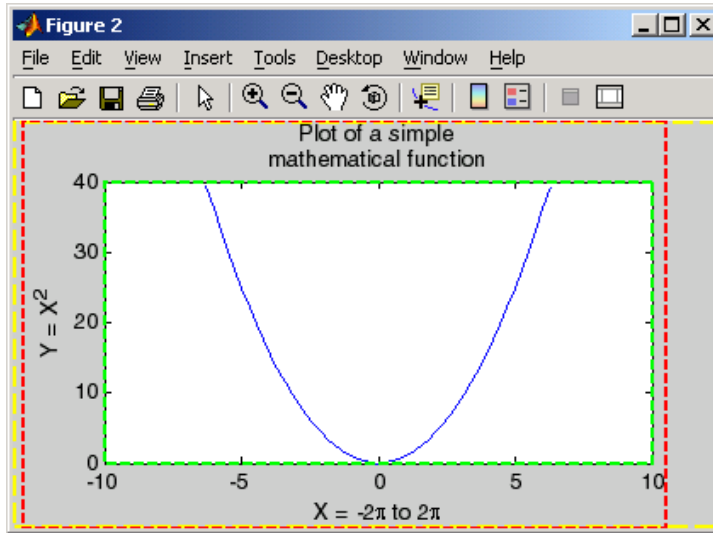 Figure 2
File Edit View Insert Tools Desktop Window Help
Plot of a simple
mathematical function
40
30
20
10
0
Y = X²
-10 -5 0 5 10
X = -2π to 2π